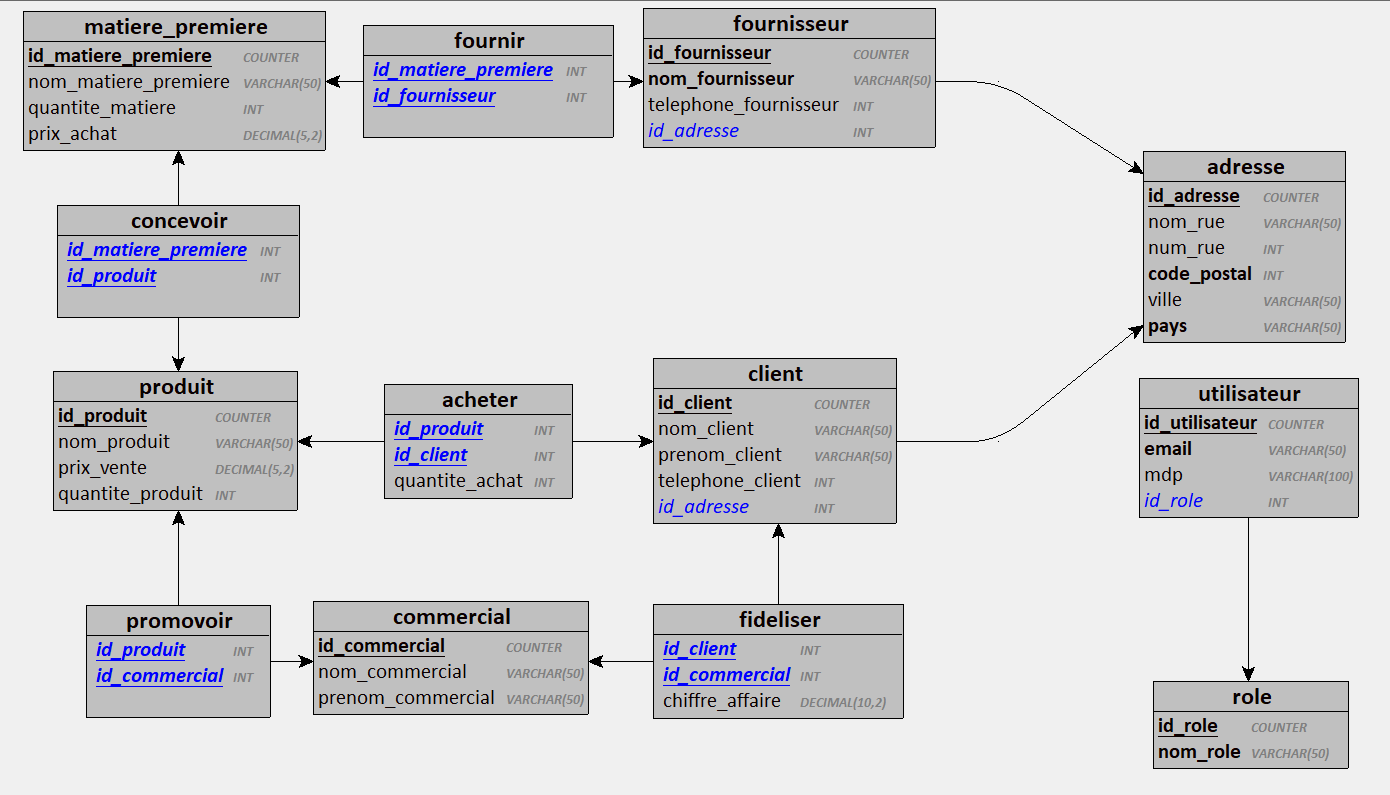 matiere_premiere
id_matiere_premiere COUNTER
nom_matiere_premiere VARCHAR(50)
quantite_matiere INT
prix_achat DECIMAL(5,2)
fournir
id_matiere_premiere INT
id_fournisseur INT
fournisseur
id_fournisseur COUNTER
nom_fournisseur VARCHAR(50)
telephone_fournisseur INT
id_adresse INT
adresse
id_adresse COUNTER
nom_rue VARCHAR(50)
num_rue INT
code_postal INT
ville VARCHAR(50)
pays VARCHAR(50)
concevoir
id_matiere_premiere INT
id_produit INT
produit
id_produit COUNTER
nom_produit VARCHAR(50)
prix_vente DECIMAL(5,2)
quantite_produit INT
acheter
id_produit INT
id_client INT
quantite_achat INT
client
id_client COUNTER
nom_client VARCHAR(50)
prenom_client VARCHAR(50)
telephone_client INT
id_adresse INT
utilisateur
id_utilisateur COUNTER
email VARCHAR(50)
mdp VARCHAR(100)
id_role INT
promovoir
id_produit INT
id_commercial INT
commercial
id_commercial COUNTER
nom_commercial VARCHAR(50)
prenom_commercial VARCHAR(50)
fideliser
id_client INT
id_commercial INT
chiffre_affaire DECIMAL(10,2)
role
id_role COUNTER
nom_role VARCHAR(50)